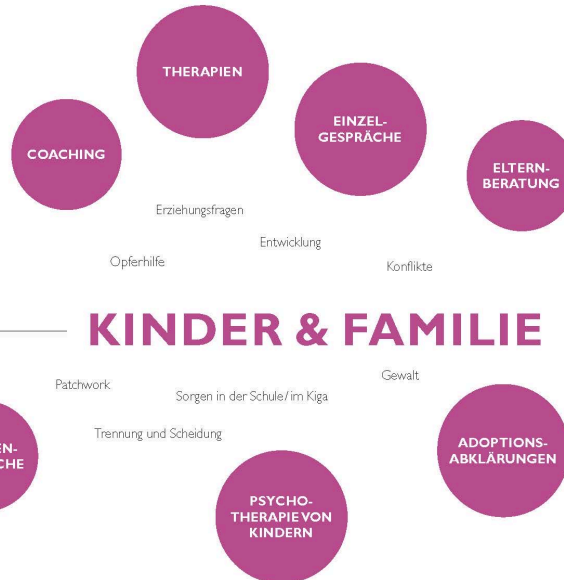 THERAPIEN
EINZEL-
GESPRÄCHE
COACHING
ELTERN-
BERATUNG
Erziehungsfragen
Entwicklung
Opferhilfe
Konflikte
KINDER & FAMILIE
Gewalt
Patchwork
Sorgen in der Schule/im Kiga
Trennung und Scheidung
ADOPTIONS-
ABKLÄRUNGEN
PSYCHO-
THERAPIE VON
KINDERN